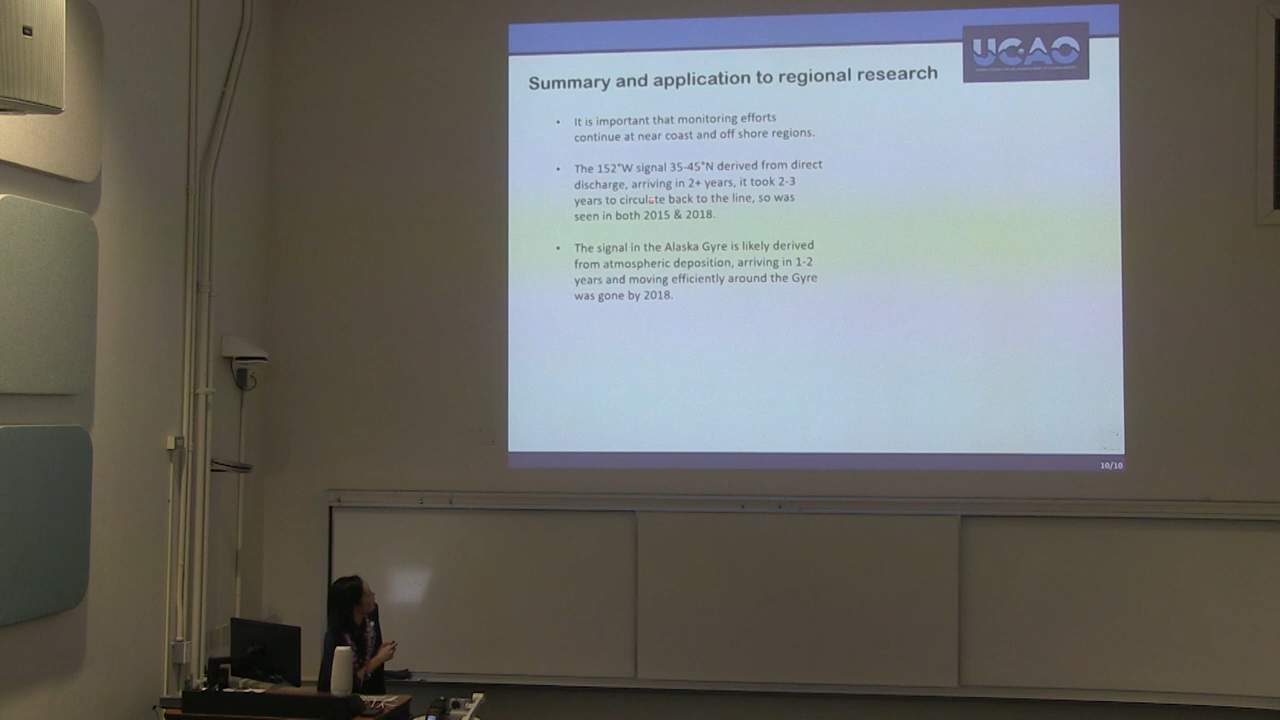 UCAO
Summary and application to regional research
• It is important that monitoring efforts
continue at near coast and off shore regions.
• The 152°W signal 35-45°N derived from direct
discharge, arriving in 2+ years, it took 2-3
years to circulate back to the line, so was
seen in both 2015 & 2018.
• The signal in the Alaska Gyre is likely derived
from atmospheric deposition, arriving in 1-2
years and moving efficiently around the Gyre
was gone by 2018.
10/10